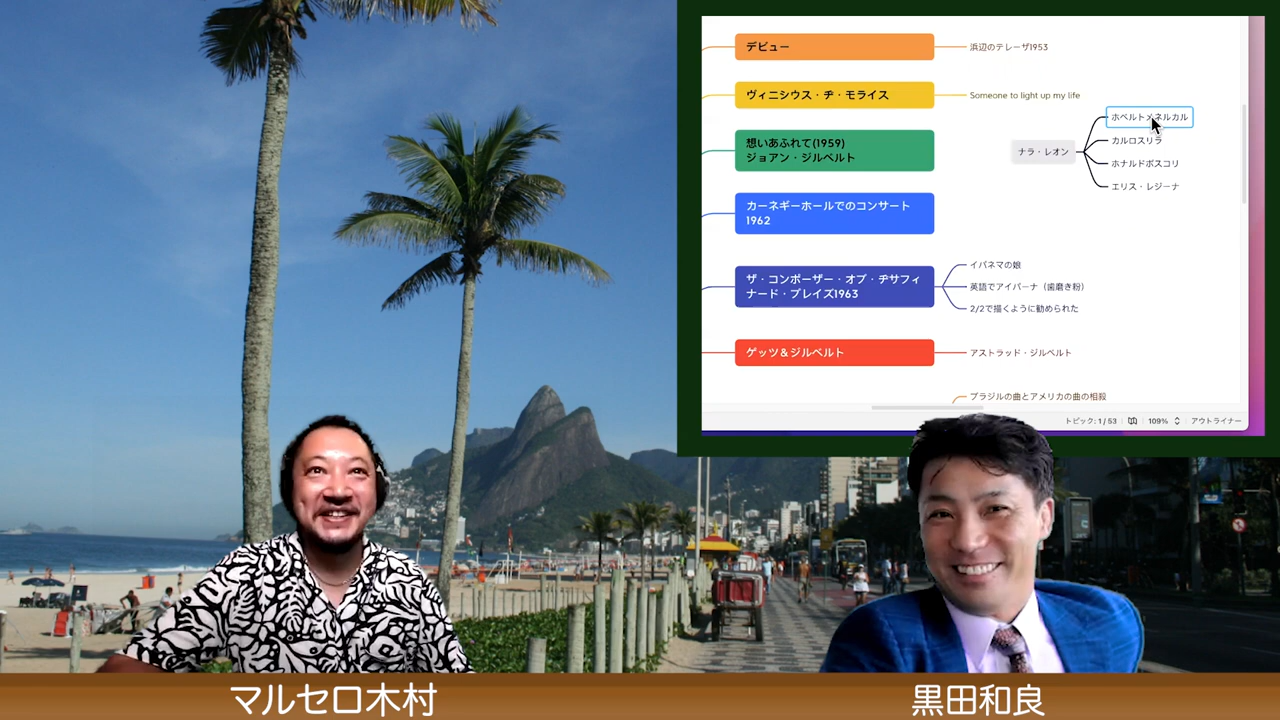 デビュー
浜辺のテレーザ1953
ヴィニシウス・ヂ・モライス
Someone to light up my life
想いあふれて(1959)
ジョアン・ジルベルト
ナラ・レオン
ホベルトメネルカル
カルロスリラ
ホナルドボスコリ
エリス・レジーナ
カーネギーホールでのコンサート
1962
ザ・コンポーザー・オブ・デサフィ
ナード・プレイズ1963
イパネマの娘
英語でアイパーナ（歯磨き粉）
2/2で描くように勧められた
ゲッツ＆ジルベルト
アストラッド・ジルベルト
ブラジルの曲とアメリカの曲の相殺
トピック: 1 / 53
109%
アウトライナー
マルセロ木村
黒田和良